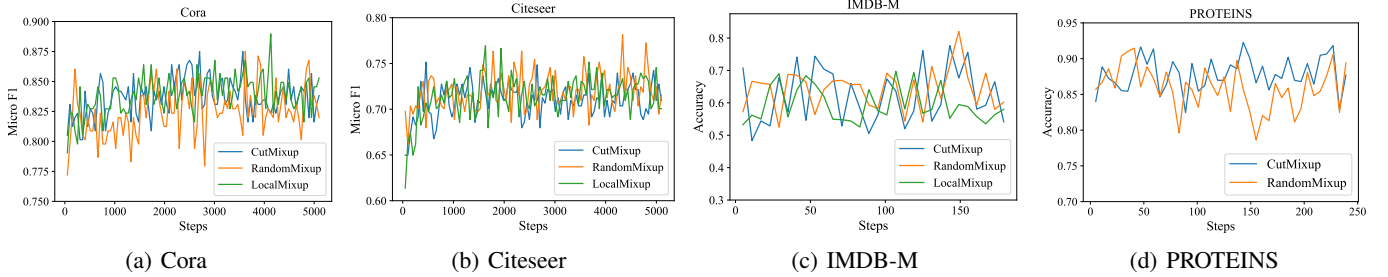 Cora
Micro F1
0.900
0.875
0.850
0.825
0.800
0.775
0.750
0 1000 2000 3000 4000 5000
Steps
CutMixup
RandomMixup
LocalMixup
(a) Cora
Citeseer
Micro F1
0.80
0.75
0.70
0.65
0.60
0 1000 2000 3000 4000 5000
Steps
CutMixup
RandomMixup
LocalMixup
(b) Citeseer
IMDB-M
Accuracy
0.8
0.7
0.6
0.5
0.4
0.3
0 50 100 150
Steps
CutMixup
RandomMixup
LocalMixup
(c) IMDB-M
PROTEINS
Accuracy
0.95
0.90
0.85
0.80
0.75
0.70
0 50 100 150 200 250
Steps
CutMixup
RandomMixup
(d) PROTEINS